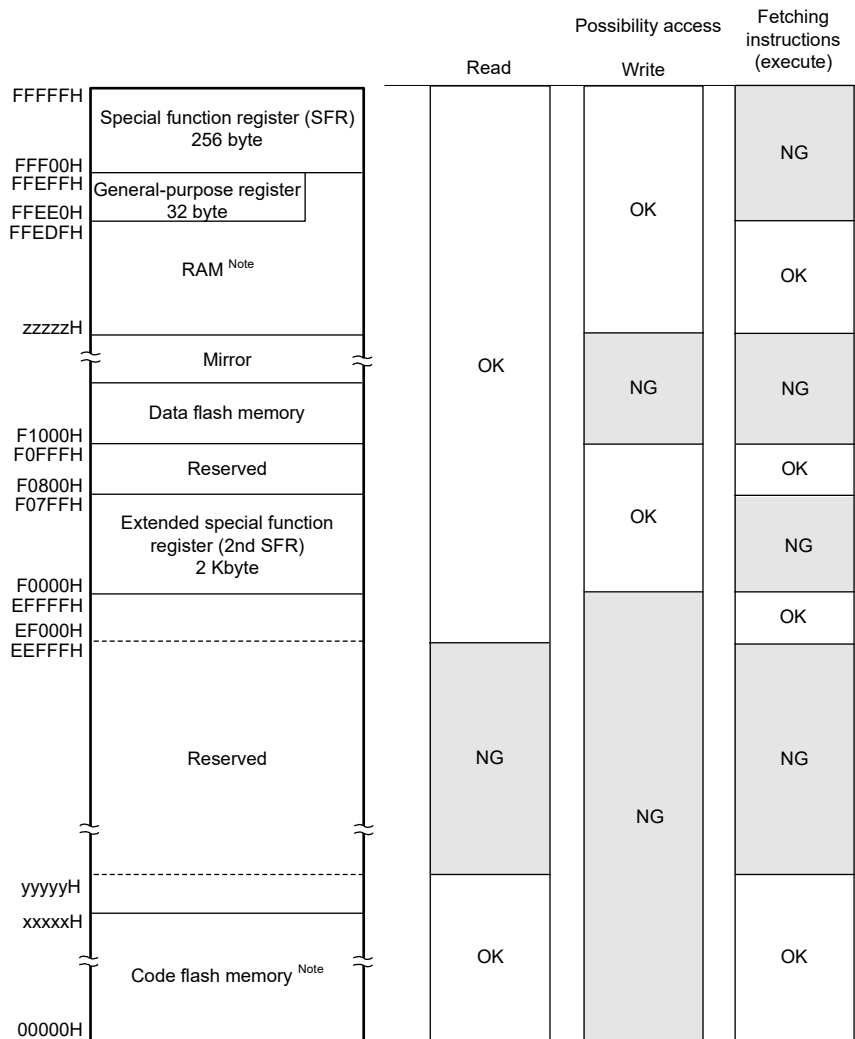 Possibility access
Fetching
instructions
(execute)
Read
Write
FFFFFH
Special function register (SFR)
256 byte
NG
FFF00H
FFEFFH
General-purpose register
32 byte
OK
FFEE0H
FFEDFH
RAM Note
OK
zzzzzH
Mirror
OK
NG
NG
Data flash memory
F1000H
F0FFFH
Reserved
OK
F0800H
F07FFH
Extended special function
register (2nd SFR)
2 Kbyte
OK
NG
F0000H
EFFFFH
OK
EF000H
EEFFFH
Reserved
NG
NG
NG
yyyyyH
xxxxxH
Code flash memory Note
OK
OK
00000H